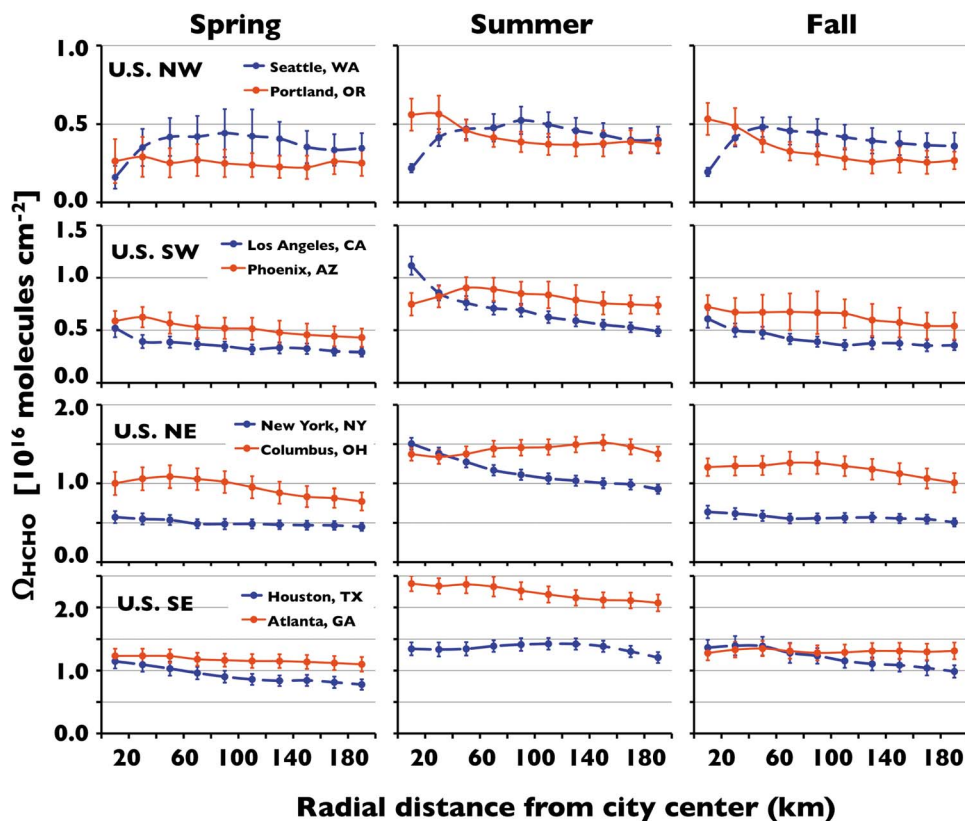 Spring Summer Fall
1.0
U.S. NW
Seattle, WA
Portland, OR
0.5
0.0
1.5
U.S. SW
Los Angeles, CA
Phoenix, AZ
1.0
0.5
0.0
2.0
U.S. NE
New York, NY
Columbus, OH
1.0
0.0
U.S. SE
Houston, TX
Atlanta, GA
2.0
1.0
0.0
ΩHCHO [10¹⁶ molecules cm⁻²]
20 60 100 140 180 20 60 100 140 180 20 60 100 140 180
Radial distance from city center (km)